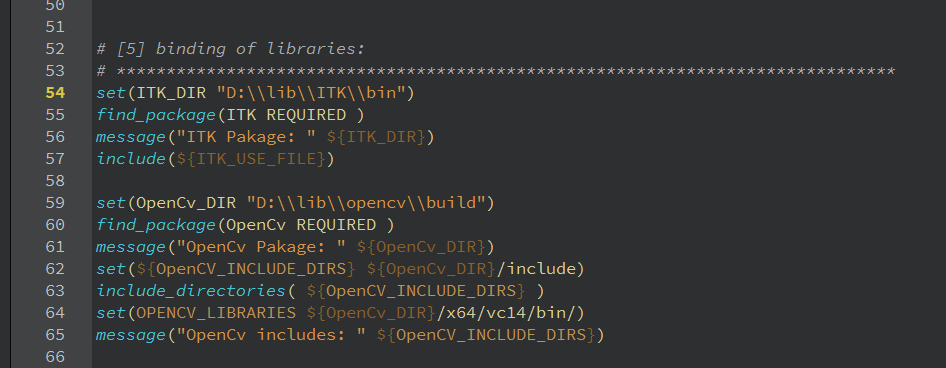 50
51
52 # [5] binding of libraries:
53 # ******************************************************************************
54 set(ITK_DIR "D:\\lib\\ITK\\bin")
55 find_package(ITK REQUIRED )
56 message("ITK Pakage: " ${ITK_DIR})
57 include(${ITK_USE_FILE})
58
59 set(OpenCv_DIR "D:\\lib\\opencv\\build")
60 find_package(OpenCv REQUIRED )
61 message("OpenCv Pakage: " ${OpenCv_DIR})
62 set(${OpenCV_INCLUDE_DIRS} ${OpenCv_DIR}/include)
63 include_directories( ${OpenCV_INCLUDE_DIRS} )
64 set(OPENCV_LIBRARIES ${OpenCv_DIR}/x64/vc14/bin/)
65 message("OpenCv includes: " ${OpenCV_INCLUDE_DIRS})
66